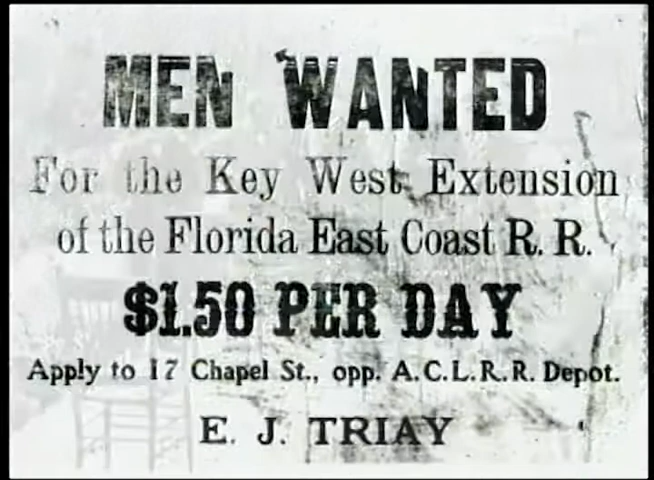 MEN WANTED
For the Key West Extension
of the Florida East Coast R. R.
$1.50 PER DAY
Apply to 17 Chapel St., opp. A.C.L.R.R. Depot.
E. J. TRIAY